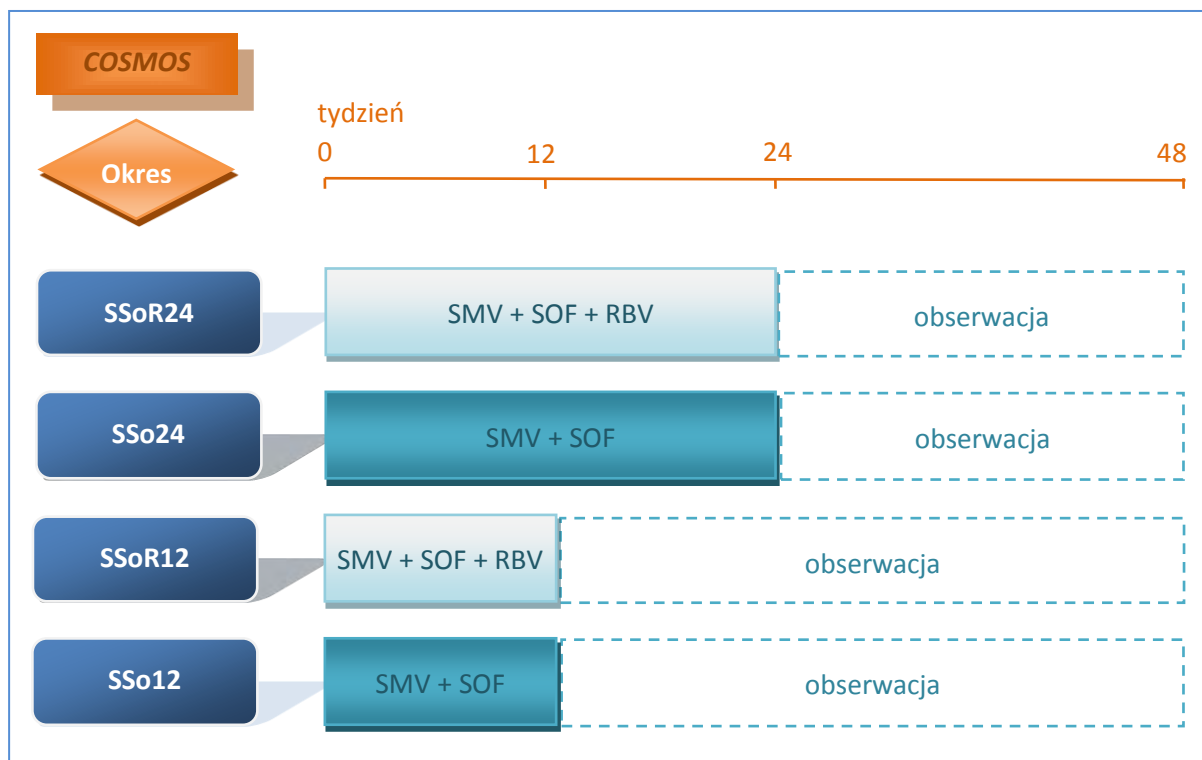 COSMOS
tydzień
0 12 24 48
Okres
SSoR24 SMV + SOF + RBV obserwacja
SSo24 SMV + SOF obserwacja
SSoR12 SMV + SOF + RBV obserwacja
SSo12 SMV + SOF obserwacja